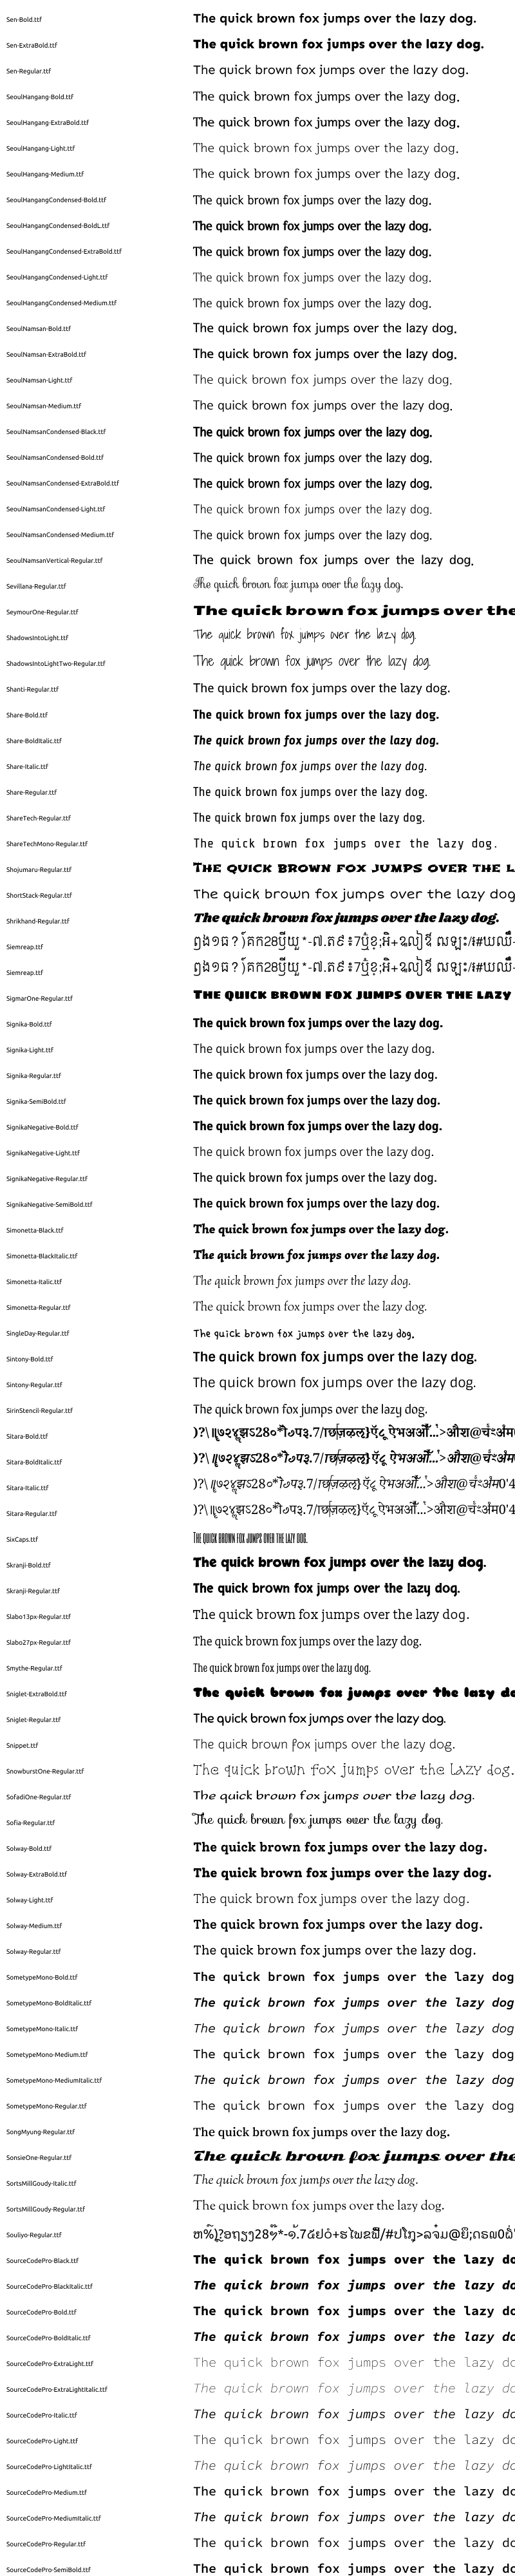 Sen-Bold.ttf The quick brown fox jumps over the lazy dog.
Sen-ExtraBold.ttf The quick brown fox jumps over the lazy dog.
Sen-Regular.ttf The quick brown fox jumps over the lazy dog.
SeoulHangang-Bold.ttf The quick brown fox jumps over the lazy dog.
SeoulHangang-ExtraBold.ttf The quick brown fox jumps over the lazy dog.
SeoulHangang-Light.ttf The quick brown fox jumps over the lazy dog.
SeoulHangang-Medium.ttf The quick brown fox jumps over the lazy dog.
SeoulHangangCondensed-Bold.ttf The quick brown fox jumps over the lazy dog.
SeoulHangangCondensed-BoldL.ttf The quick brown fox jumps over the lazy dog.
SeoulHangangCondensed-ExtraBold.ttf The quick brown fox jumps over the lazy dog.
SeoulHangangCondensed-Light.ttf The quick brown fox jumps over the lazy dog.
SeoulHangangCondensed-Medium.ttf The quick brown fox jumps over the lazy dog.
SeoulNamsan-Bold.ttf The quick brown fox jumps over the lazy dog.
SeoulNamsan-ExtraBold.ttf The quick brown fox jumps over the lazy dog.
SeoulNamsan-Light.ttf The quick brown fox jumps over the lazy dog.
SeoulNamsan-Medium.ttf The quick brown fox jumps over the lazy dog.
SeoulNamsanCondensed-Black.ttf The quick brown fox jumps over the lazy dog.
SeoulNamsanCondensed-Bold.ttf The quick brown fox jumps over the lazy dog.
SeoulNamsanCondensed-ExtraBold.ttf The quick brown fox jumps over the lazy dog.
SeoulNamsanCondensed-Light.ttf The quick brown fox jumps over the lazy dog.
SeoulNamsanCondensed-Medium.ttf The quick brown fox jumps over the lazy dog.
SeoulNamsanVertical-Regular.ttf The quick brown fox jumps over the lazy dog.
Sevillana-Regular.ttf The quick brown fox jumps over the lazy dog.
SeymourOne-Regular.ttf The quick brown fox jumps over the
ShadowsIntoLight.ttf The quick brown fox jumps over the lazy dog.
ShadowsIntoLightTwo-Regular.ttf The quick brown fox jumps over the lazy dog.
Shanti-Regular.ttf The quick brown fox jumps over the lazy dog.
Share-Bold.ttf The quick brown fox jumps over the lazy dog.
Share-BoldItalic.ttf The quick brown fox jumps over the lazy dog.
Share-Italic.ttf The quick brown fox jumps over the lazy dog.
Share-Regular.ttf The quick brown fox jumps over the lazy dog.
ShareTech-Regular.ttf The quick brown fox jumps over the lazy dog.
ShareTechMono-Regular.ttf The quick brown fox jumps over the lazy dog.
Shojumaru-Regular.ttf The quick brown fox jumps over the l
ShortStack-Regular.ttf The quick brown fox jumps over the lazy dog
Shrikhand-Regular.ttf The quick brown fox jumps over the lazy dog.
Siemreap.ttf
Siemreap.ttf
SigmarOne-Regular.ttf The quick brown fox jumps over the lazy
Signika-Bold.ttf The quick brown fox jumps over the lazy dog.
Signika-Light.ttf The quick brown fox jumps over the lazy dog.
Signika-Regular.ttf The quick brown fox jumps over the lazy dog.
Signika-SemiBold.ttf The quick brown fox jumps over the lazy dog.
SignikaNegative-Bold.ttf The quick brown fox jumps over the lazy dog.
SignikaNegative-Light.ttf The quick brown fox jumps over the lazy dog.
SignikaNegative-Regular.ttf The quick brown fox jumps over the lazy dog.
SignikaNegative-SemiBold.ttf The quick brown fox jumps over the lazy dog.
Simonetta-Black.ttf The quick brown fox jumps over the lazy dog.
Simonetta-BlackItalic.ttf The quick brown fox jumps over the lazy dog.
Simonetta-Italic.ttf The quick brown fox jumps over the lazy dog.
Simonetta-Regular.ttf The quick brown fox jumps over the lazy dog.
SingleDay-Regular.ttf The quick brown fox jumps over the lazy dog.
Sintony-Bold.ttf The quick brown fox jumps over the lazy dog.
Sintony-Regular.ttf The quick brown fox jumps over the lazy dog.
SirinStencil-Regular.ttf The quick brown fox jumps over the lazy dog.
Sitara-Bold.ttf
Sitara-BoldItalic.ttf
Sitara-Italic.ttf
Sitara-Regular.ttf
SixCaps.ttf The quick brown fox jumps over the lazy dog.
Skranji-Bold.ttf The quick brown fox jumps over the lazy dog.
Skranji-Regular.ttf The quick brown fox jumps over the lazy dog.
Slabo13px-Regular.ttf The quick brown fox jumps over the lazy dog.
Slabo27px-Regular.ttf The quick brown fox jumps over the lazy dog.
Smythe-Regular.ttf The quick brown fox jumps over the lazy dog.
Sniglet-ExtraBold.ttf The quick brown fox jumps over the lazy do
Sniglet-Regular.ttf The quick brown fox jumps over the lazy dog.
Snippet.ttf The quick brown fox jumps over the lazy dog.
SnowburstOne-Regular.ttf The quick brown fox jumps over the lazy dog.
SofadiOne-Regular.ttf The quick brown fox jumps over the lazy dog.
Sofia-Regular.ttf The quick brown fox jumps over the lazy dog.
Solway-Bold.ttf The quick brown fox jumps over the lazy dog.
Solway-ExtraBold.ttf The quick brown fox jumps over the lazy dog.
Solway-Light.ttf The quick brown fox jumps over the lazy dog.
Solway-Medium.ttf The quick brown fox jumps over the lazy dog.
Solway-Regular.ttf The quick brown fox jumps over the lazy dog.
SometypeMono-Bold.ttf The quick brown fox jumps over the lazy dog
SometypeMono-BoldItalic.ttf The quick brown fox jumps over the lazy dog
SometypeMono-Italic.ttf The quick brown fox jumps over the lazy dog
SometypeMono-Medium.ttf The quick brown fox jumps over the lazy dog
SometypeMono-MediumItalic.ttf The quick brown fox jumps over the lazy dog
SometypeMono-Regular.ttf The quick brown fox jumps over the lazy dog
SongMyung-Regular.ttf The quick brown fox jumps over the lazy dog.
SonsieOne-Regular.ttf The quick brown fox jumps over the
SortsMillGoudy-Italic.ttf The quick brown fox jumps over the lazy dog.
SortsMillGoudy-Regular.ttf The quick brown fox jumps over the lazy dog.
Souliyo-Regular.ttf
SourceCodePro-Black.ttf The quick brown fox jumps over the lazy do
SourceCodePro-BlackItalic.ttf The quick brown fox jumps over the lazy do
SourceCodePro-Bold.ttf The quick brown fox jumps over the lazy do
SourceCodePro-BoldItalic.ttf The quick brown fox jumps over the lazy do
SourceCodePro-ExtraLight.ttf The quick brown fox jumps over the lazy do
SourceCodePro-ExtraLightItalic.ttf The quick brown fox jumps over the lazy do
SourceCodePro-Italic.ttf The quick brown fox jumps over the lazy do
SourceCodePro-Light.ttf The quick brown fox jumps over the lazy do
SourceCodePro-LightItalic.ttf The quick brown fox jumps over the lazy do
SourceCodePro-Medium.ttf The quick brown fox jumps over the lazy do
SourceCodePro-MediumItalic.ttf The quick brown fox jumps over the lazy do
SourceCodePro-Regular.ttf The quick brown fox jumps over the lazy do
SourceCodePro-SemiBold.ttf The quick brown fox jumps over the lazy do